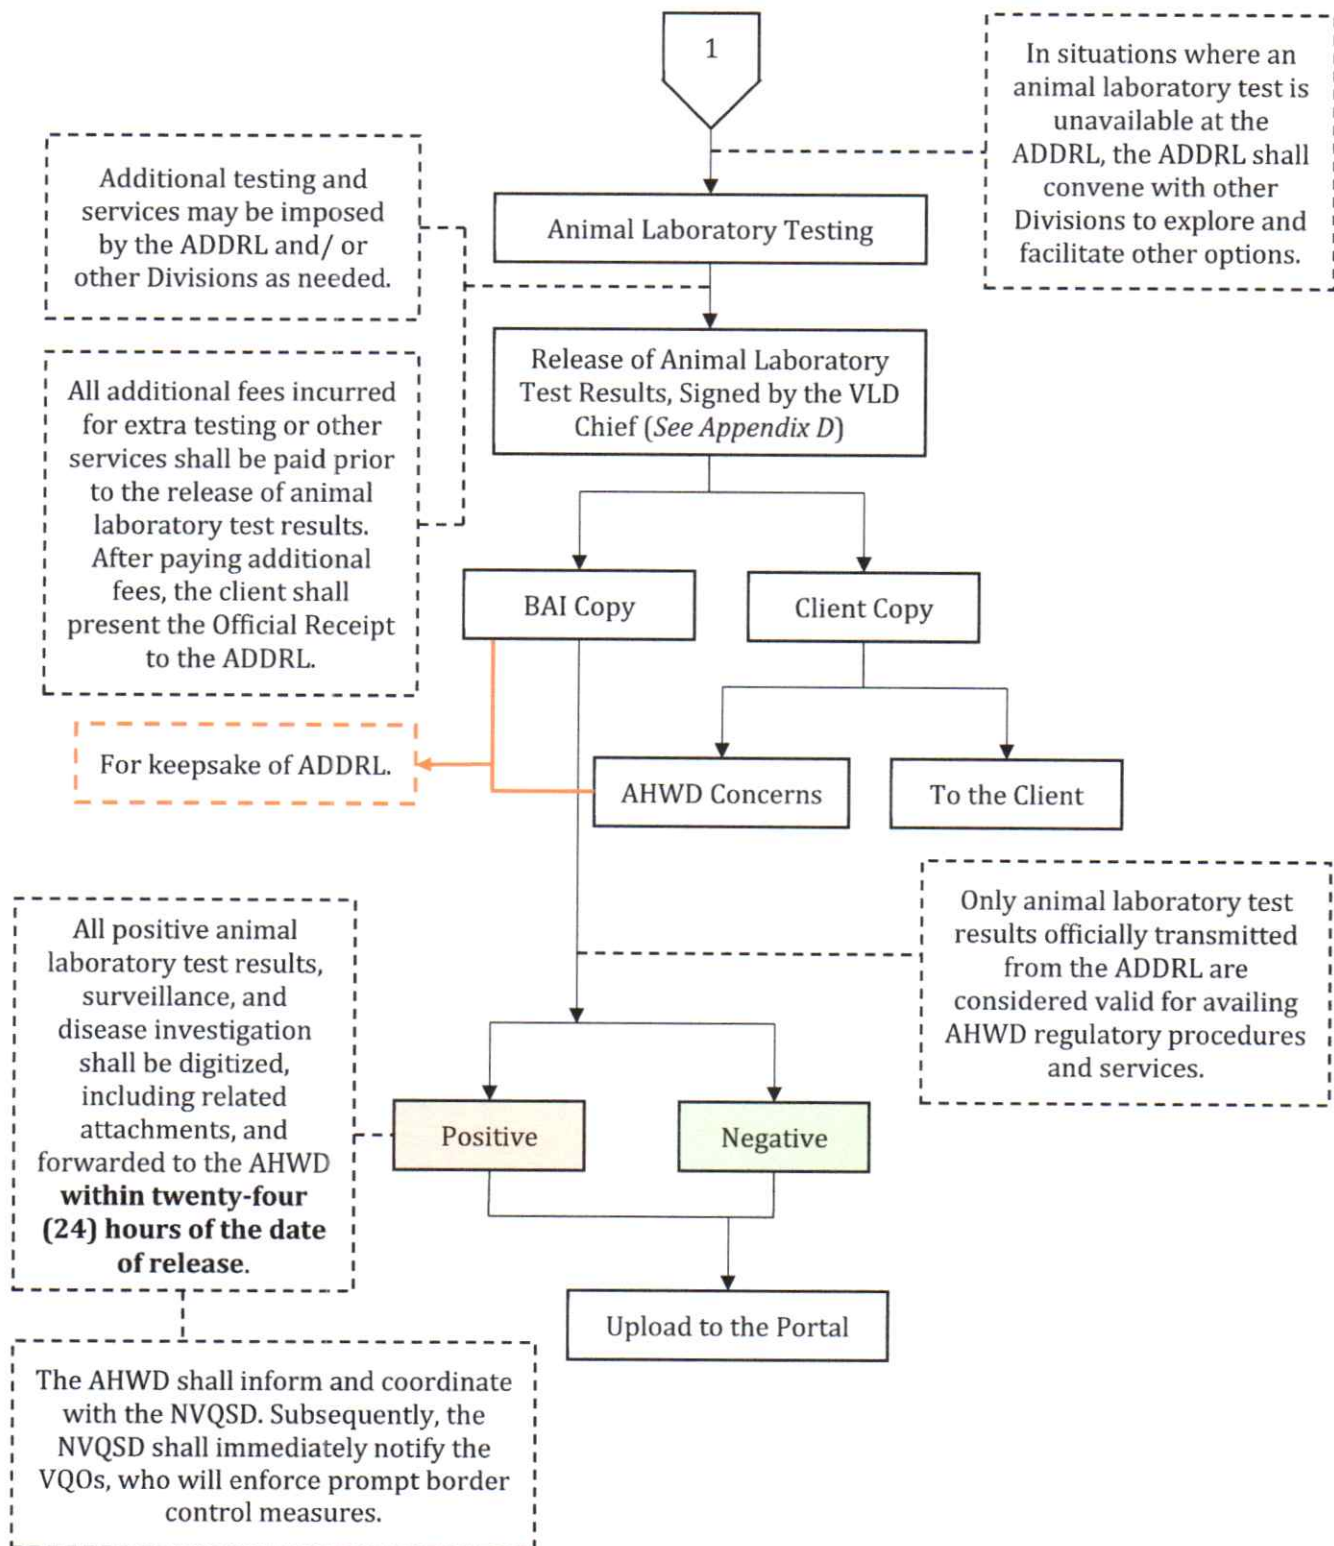 1
In situations where an
animal laboratory test is
unavailable at the
ADDRL, the ADDRL shall
convene with other
Divisions to explore and
facilitate other options.
Additional testing and
services may be imposed
by the ADDRL and/ or
other Divisions as needed.
Animal Laboratory Testing
All additional fees incurred
for extra testing or other
services shall be paid prior
to the release of animal
laboratory test results.
After paying additional
fees, the client shall
present the Official Receipt
to the ADDRL.
Release of Animal Laboratory
Test Results, Signed by the VLD
Chief (See Appendix D)
BAI Copy
Client Copy
For keepsake of ADDRL.
AHWD Concerns
To the Client
Only animal laboratory test
results officially transmitted
from the ADDRL are
considered valid for availing
AHWD regulatory procedures
and services.
All positive animal
laboratory test results,
surveillance, and
disease investigation
shall be digitized,
including related
attachments, and
forwarded to the AHWD
within twenty-four
(24) hours of the date
of release.
Positive
Negative
Upload to the Portal
The AHWD shall inform and coordinate
with the NVQSD. Subsequently, the
NVQSD shall immediately notify the
VQOs, who will enforce prompt border
control measures.